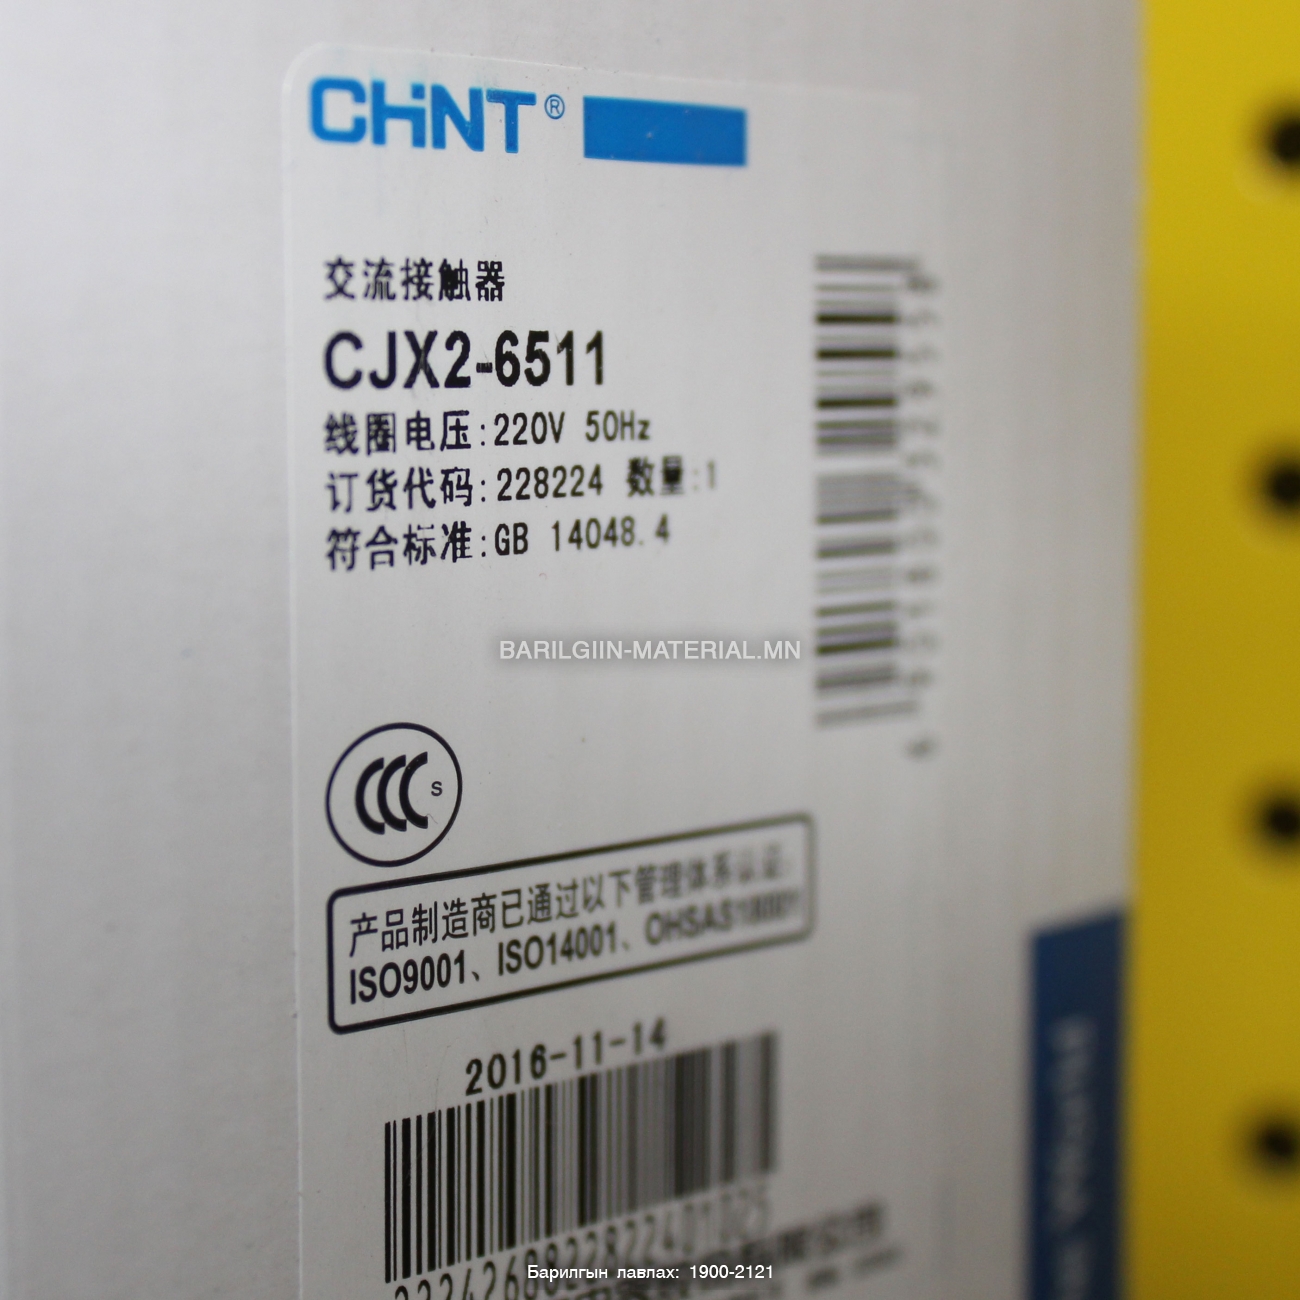 CHINT®
交流接触器
CJX2-6511
线圈电压:220V 50Hz
订货代码:228224 数量:1
符合标准:GB 14048.4
BARILGIIN-MATERIAL.MN
CCC S
产品制造商已通过以下管理体系认证:
ISO9001、ISO14001、OHSAS18001
2016-11-14
Барилгын лавлах: 1900-2121